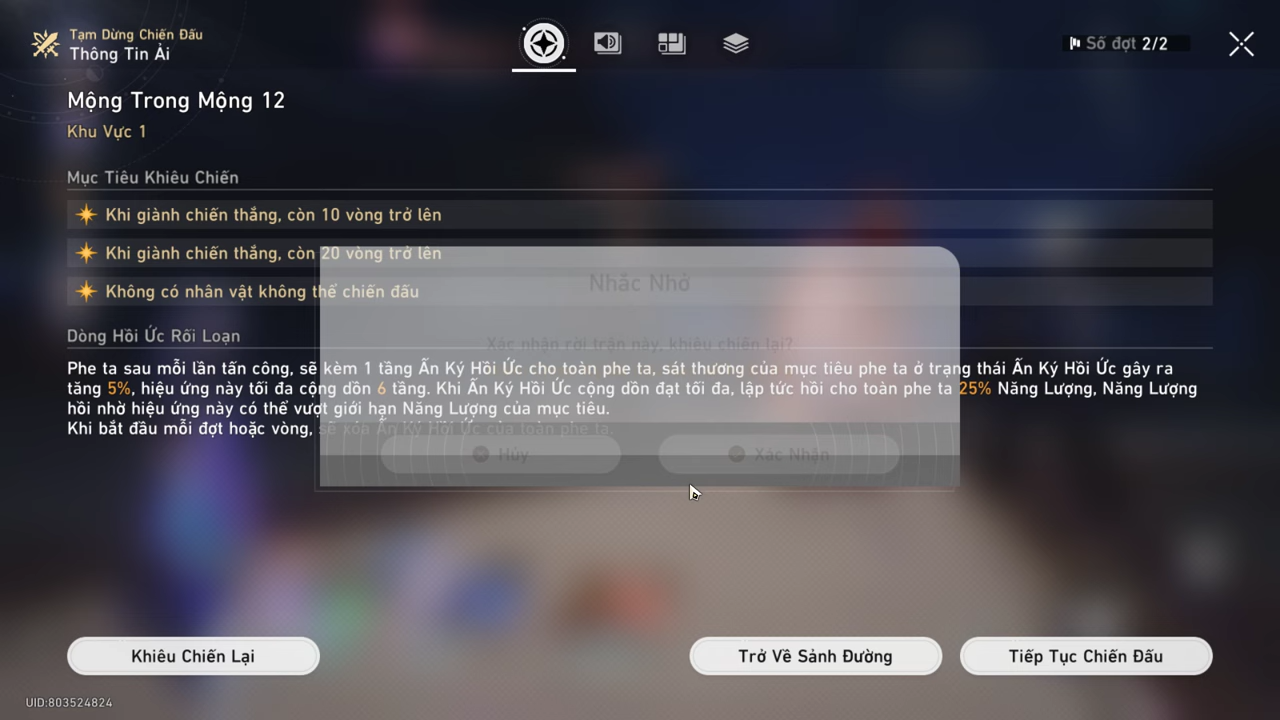 Tạm Dừng Chiến Đấu
Thông Tin Ải
Số đợt 2/2
Mộng Trong Mộng 12
Khu Vực 1
Mục Tiêu Khiêu Chiến
Khi giành chiến thắng, còn 10 vòng trở lên
Khi giành chiến thắng, còn 20 vòng trở lên
Nhắc Nhở
Không có nhân vật không thể chiến đấu
Dòng Hồi Ức Rối Loạn
Xác nhận rời trận này, khiêu chiến lại?
Phe ta sau mỗi lần tấn công, sẽ kèm 1 tầng Ấn Ký Hồi Ức cho toàn phe ta, sát thương của mục tiêu phe ta ở trạng thái Ấn Ký Hồi Ức gây ra
tăng 5%, hiệu ứng này tối đa cộng dồn 6 tầng. Khi Ấn Ký Hồi Ức cộng dồn đạt tối đa, lập tức hồi cho toàn phe ta 25% Năng Lượng, Năng Lượng
hồi nhờ hiệu ứng này có thể vượt giới hạn Năng Lượng của mục tiêu.
Khi bắt đầu mỗi đợt hoặc vòng, sẽ xóa Ấn Ký Hồi Ức của toàn phe ta.
Hủy
Xác Nhận
Khiêu Chiến Lại
Trở Về Sảnh Đường
Tiếp Tục Chiến Đấu
UID:803524824